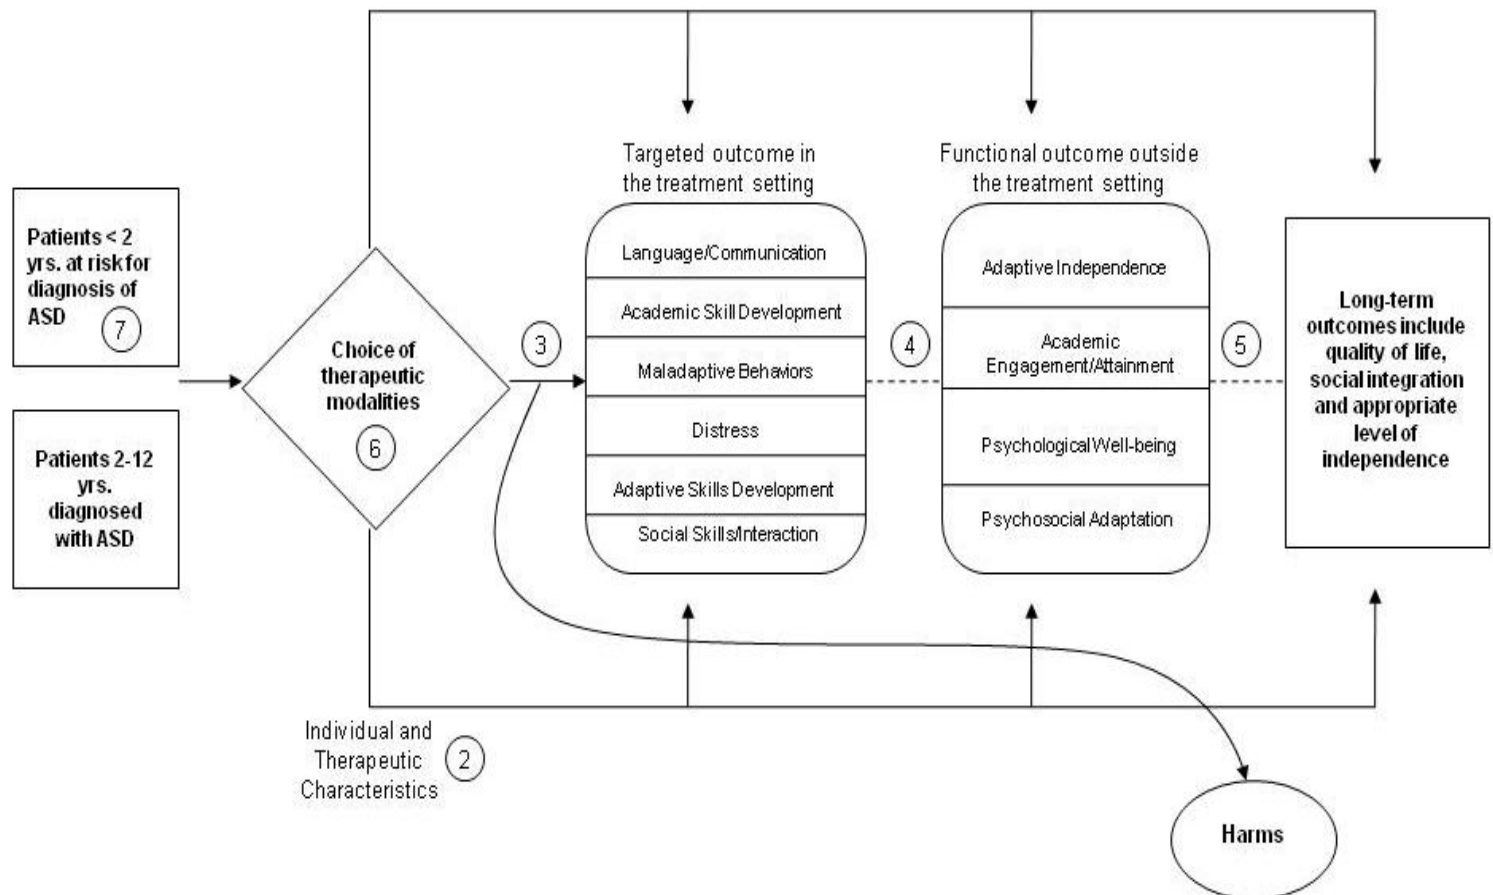 Patients < 2
yrs. at risk for
diagnosis of
ASD
7
Patients 2-12
yrs.
diagnosed
with ASD
Choice of
therapeutic
modalities
6
3
Targeted outcome in
the treatment setting
Language/Communication
Academic Skill Development
Maladaptive Behaviors
Distress
Adaptive Skills Development
Social Skills/Interaction
4
Functional outcome outside
the treatment setting
Adaptive Independence
Academic
Engagement/Attainment
Psychological Well-being
Psychosocial Adaptation
5
Long-term
outcomes include
quality of life,
social integration
and appropriate
level of
independence
Individual and
Therapeutic
Characteristics
2
Harms